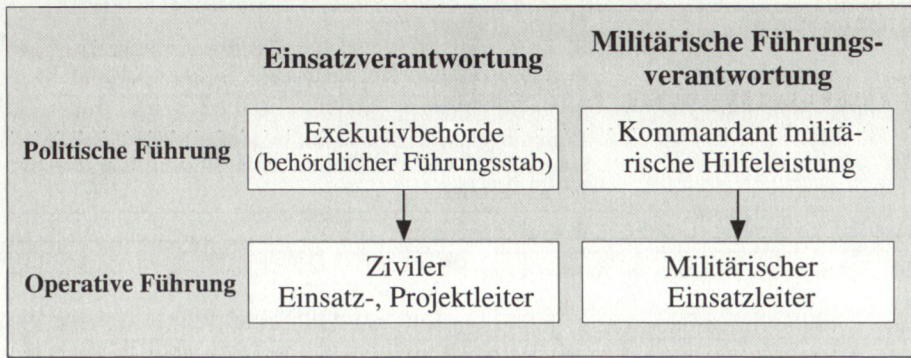 Einsatzverantwortung
Militärische Führungs-
verantwortung
Politische Führung
Exekutivbehörde
(behördlicher Führungsstab)
Kommandant militä-
rische Hilfeleistung
Operative Führung
Ziviler
Einsatz-, Projektleiter
Militärischer
Einsatzleiter